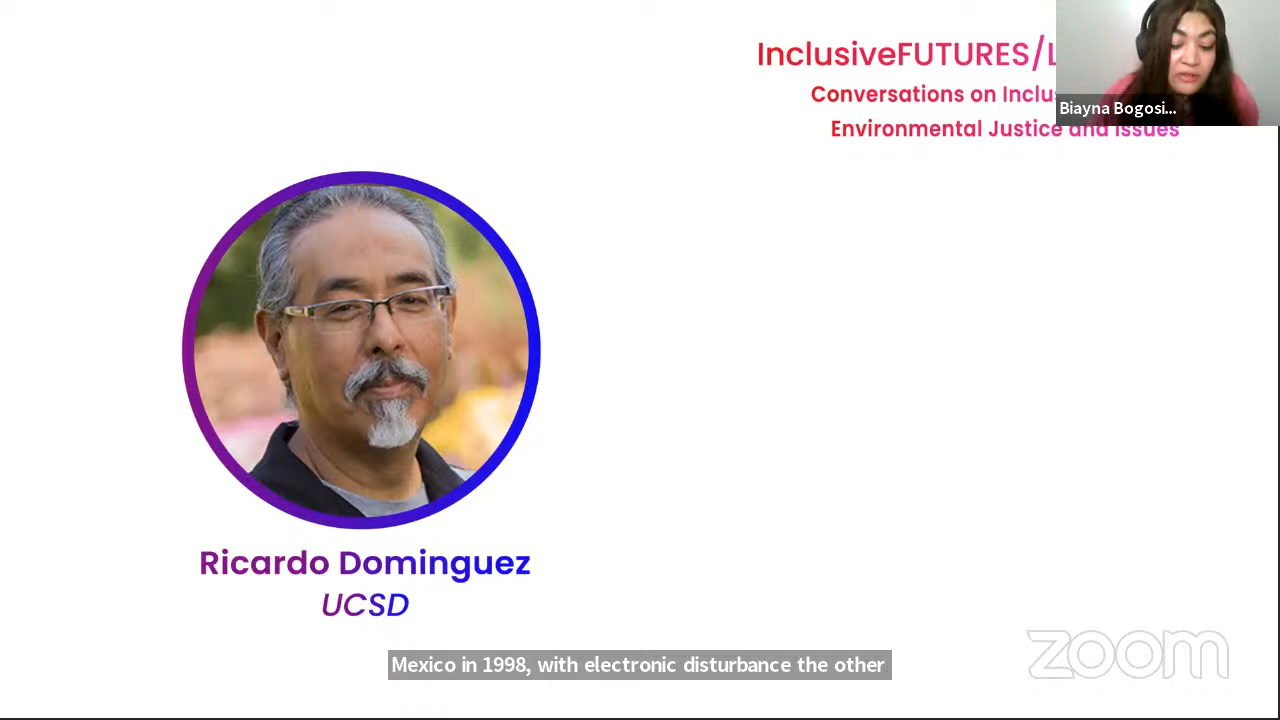 InclusiveFUTURES/L
Conversations on Inclus
Environmental Justice and Issues
Biayna Bogosi...
Ricardo Dominguez
UCSD
Mexico in 1998, with electronic disturbance the other
zoom